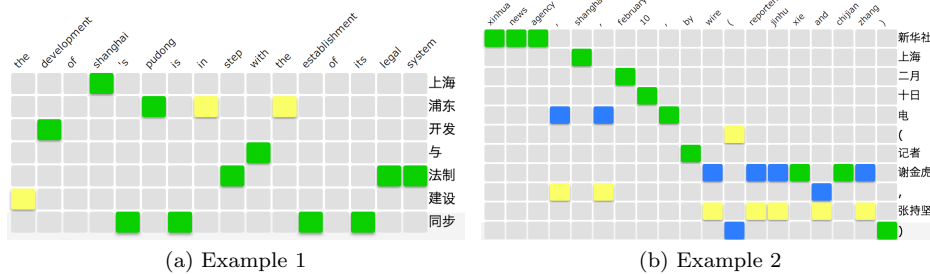 the development of shanghai 's pudong is in step with the establishment of its legal system
上海
浦东
开发
与
法制
建设
同步
(a) Example 1
xinhua news agency , shanghai , february 10 , by wire ( reporters jinhu xie and chijian zhang )
新华社
上海
二月
十日
电
(
记者
谢金虎
,
张持坚
)
(b) Example 2